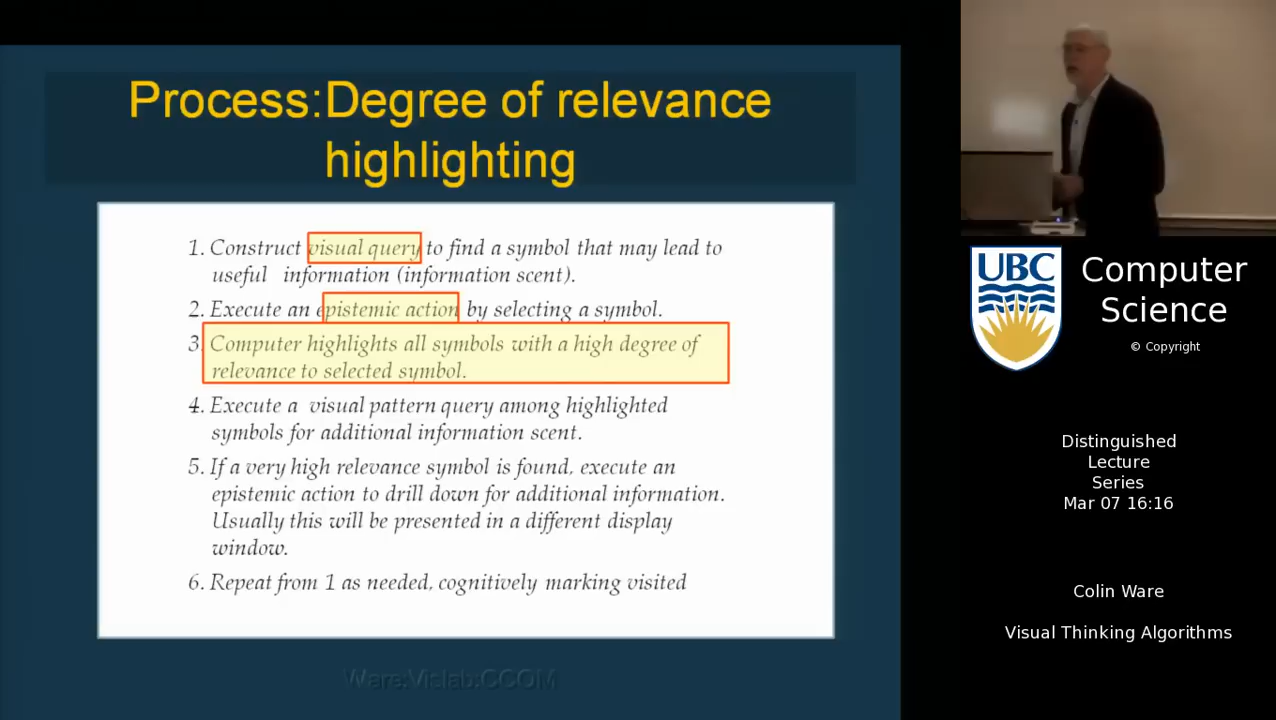 Process:Degree of relevance
highlighting
1. Construct visual query to find a symbol that may lead to
useful information (information scent).
2. Execute an epistemic action by selecting a symbol.
3. Computer highlights all symbols with a high degree of
relevance to selected symbol.
4. Execute a visual pattern query among highlighted
symbols for additional information scent.
5. If a very high relevance symbol is found, execute an
epistemic action to drill down for additional information.
Usually this will be presented in a different display
window.
6. Repeat from 1 as needed, cognitively marking visited
Ware:Vislab:CCOM
UBC
Computer
Science
© Copyright
Distinguished
Lecture
Series
Mar 07 16:16
Colin Ware
Visual Thinking Algorithms